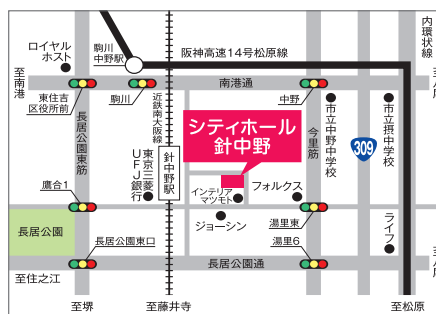 ロイヤル
ホスト
駒川
中野駅
阪神高速14号松原線
内環状線
至南港
南港通
至八尾
東住吉
区役所前
駒川
近鉄南大阪線
中野
長居公園東筋
シティホール
針中野
今里筋
市立中野中学校
309
市立摂中学校
東京三菱
UFJ銀行
針中野駅
鷹合1
インテリア
マツモト
フォルクス
長居公園
ジョーシン
湯里東
ライフ
長居公園東口
湯里6
長居公園通
至住之江
至堺
至藤井寺
至松原